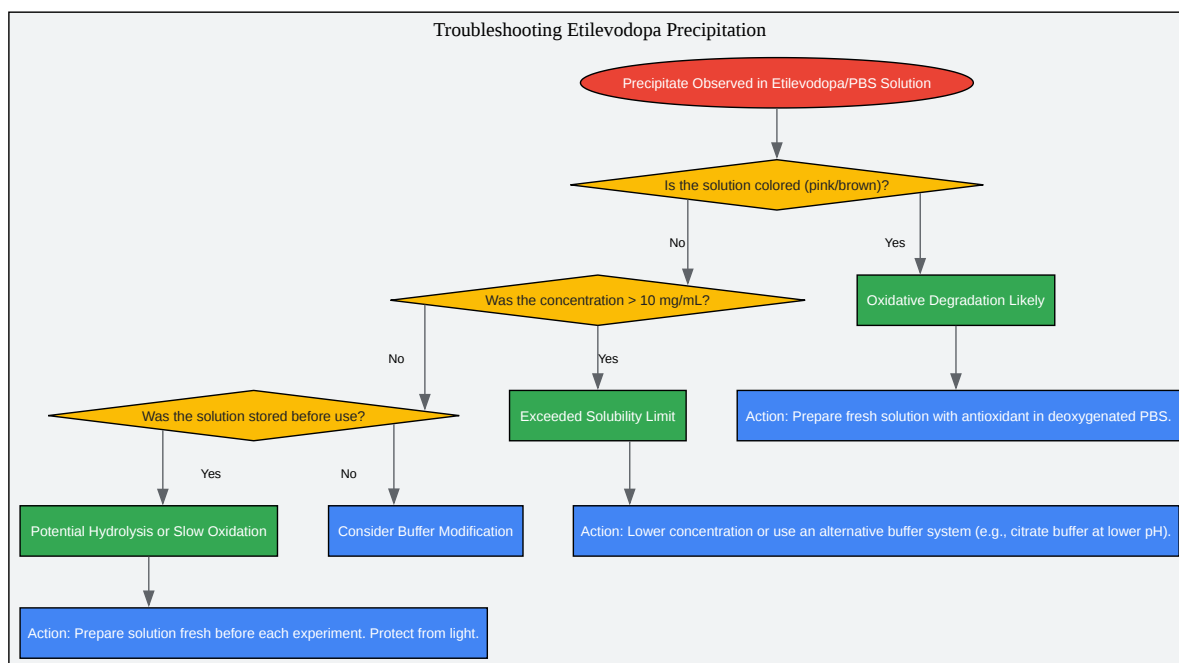 Troubleshooting Etilevodopa Precipitation
Precipitate Observed in Etilevodopa/PBS Solution
Is the solution colored (pink/brown)?
No
Yes
Was the concentration > 10 mg/mL?
Oxidative Degradation Likely
No
Yes
Was the solution stored before use?
Exceeded Solubility Limit
Action: Prepare fresh solution with antioxidant in deoxygenated PBS.
Yes
No
Potential Hydrolysis or Slow Oxidation
Consider Buffer Modification
Action: Lower concentration or use an alternative buffer system (e.g., citrate buffer at lower pH).
Action: Prepare solution fresh before each experiment. Protect from light.